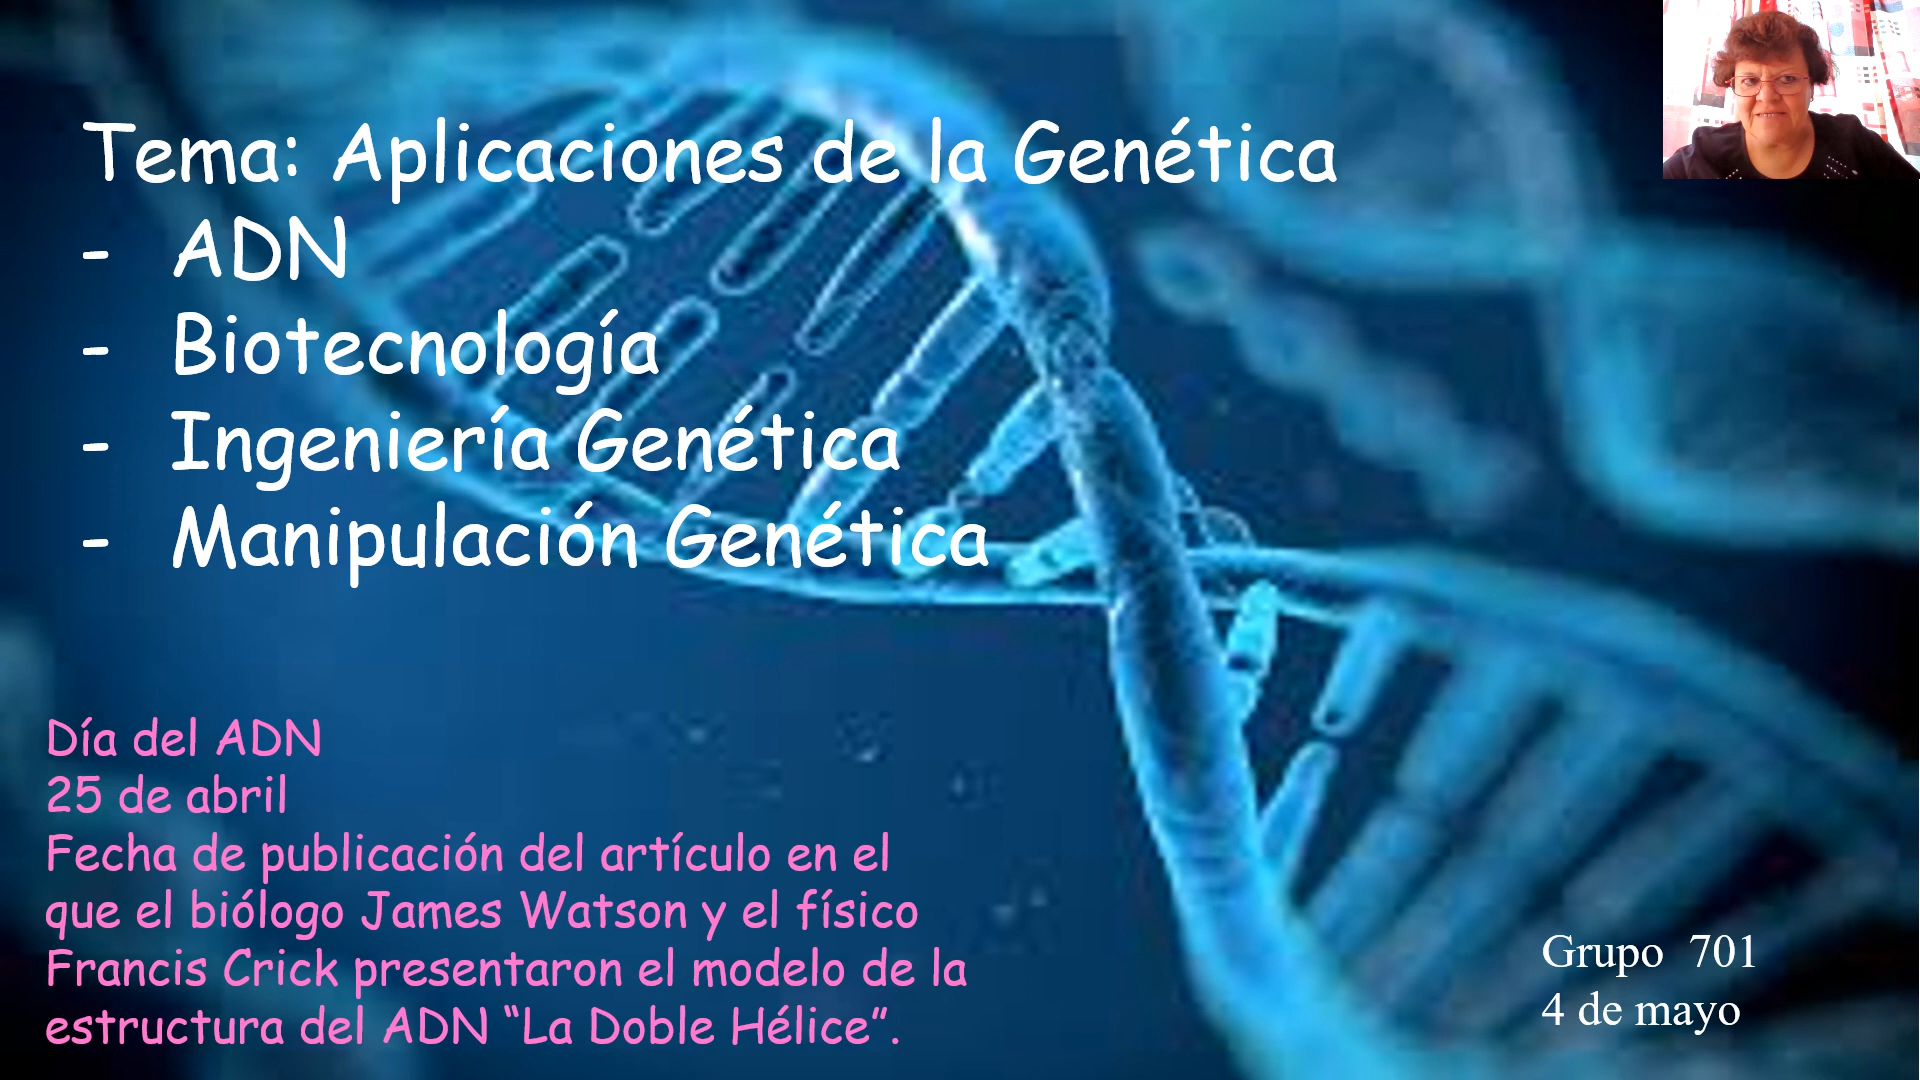 Tema: Aplicaciones de la Genética
- ADN
- Biotecnología
- Ingeniería Genética
- Manipulación Genética
Día del ADN
25 de abril
Fecha de publicación del artículo en el
que el biólogo James Watson y el físico
Francis Crick presentaron el modelo de la
estructura del ADN “La Doble Hélice”.
Grupo 701
4 de mayo